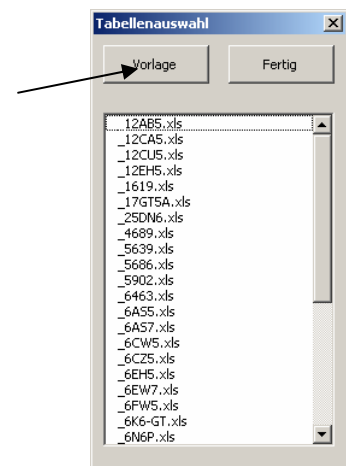 Tabellenauswahl
Vorlage Fertig
_12AB5.xls
_12CA5.xls
_12CU5.xls
_12EH5.xls
_1619.xls
_17GT5A.xls
_25DN6.xls
_4689.xls
_5639.xls
_5686.xls
_5902.xls
_6463.xls
_6AS5.xls
_6AS7.xls
_6CW5.xls
_6CZ5.xls
_6EH5.xls
_6EW7.xls
_6FW5.xls
_6K6-GT.xls
_6N6P.xls